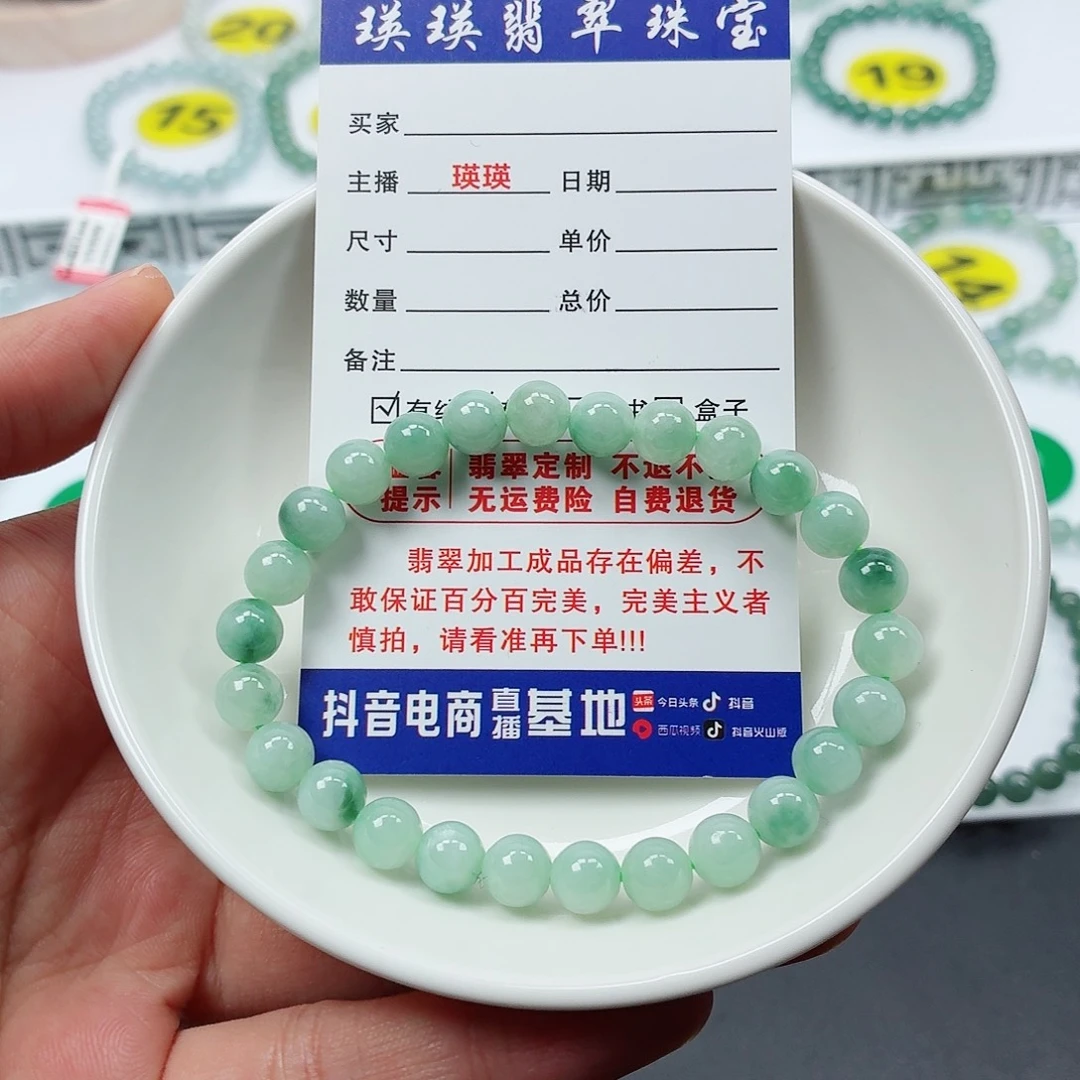 20
15
19
14
瑛瑛翡翠珠宝
买家
主播 瑛瑛 日期
尺寸 单价
数量 总价
备注
盒子
提示
翡翠定制 不退不
无运费险 自费退货
翡翠加工成品存在偏差，不
敢保证百分百完美，完美主义者
慎拍，请看准再下单!!!
抖音电商直播基地
头条 今日头条 抖音
西瓜视频 抖音火山版